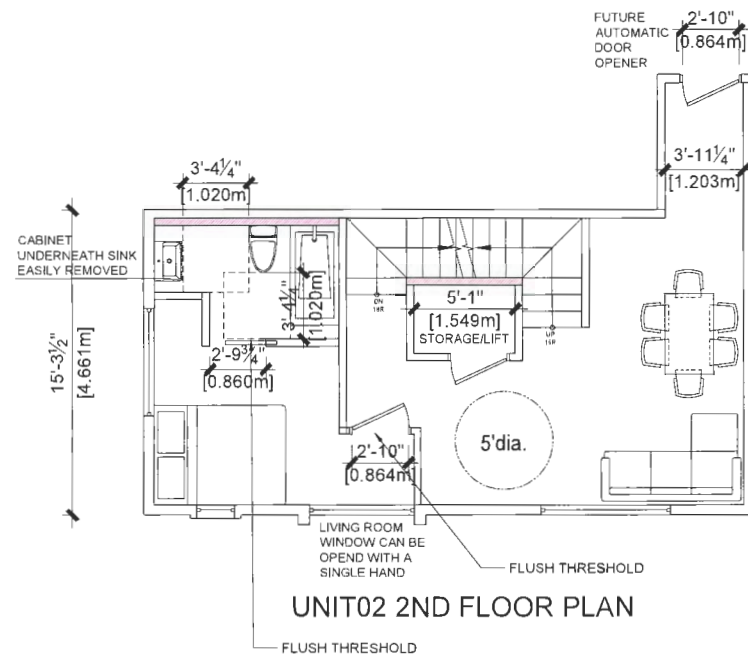 FUTURE
AUTOMATIC
DOOR
OPENER
2'-10"
[0.864m]
3'-11¼"
[1.203m]
3'-4¼"
[1.020m]
CABINET
UNDERNEATH SINK
EASILY REMOVED
15'-3½"
[4.661m]
3'-4¼"
[1.020m]
DN
5'-1"
[1.549m]
STORAGE/LIFT
UP
2'-9¾"
[0.860m]
5'dia.
2'-10"
[0.864m]
LIVING ROOM
WINDOW CAN BE
OPEND WITH A
SINGLE HAND
FLUSH THRESHOLD
UNIT02 2ND FLOOR PLAN
FLUSH THRESHOLD